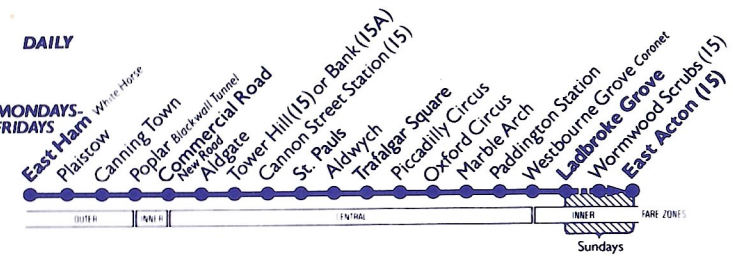 DAILY
MONDAYS-
FRIDAYS
East Ham White Horse
Plaistow
Canning Town
Poplar Blackwall Tunnel
Commercial Road
New Road
Aldgate
Tower Hill (15) or Bank (15A)
Cannon Street Station (15)
St. Pauls
Aldwych
Trafalgar Square
Piccadilly Circus
Oxford Circus
Marble Arch
Paddington Station
Westbourne Grove Coronet
Ladbroke Grove
Wormwood Scrubs (15)
East Acton (15)
OUTER INNER CENTRAL INNER FARE ZONES
Sundays